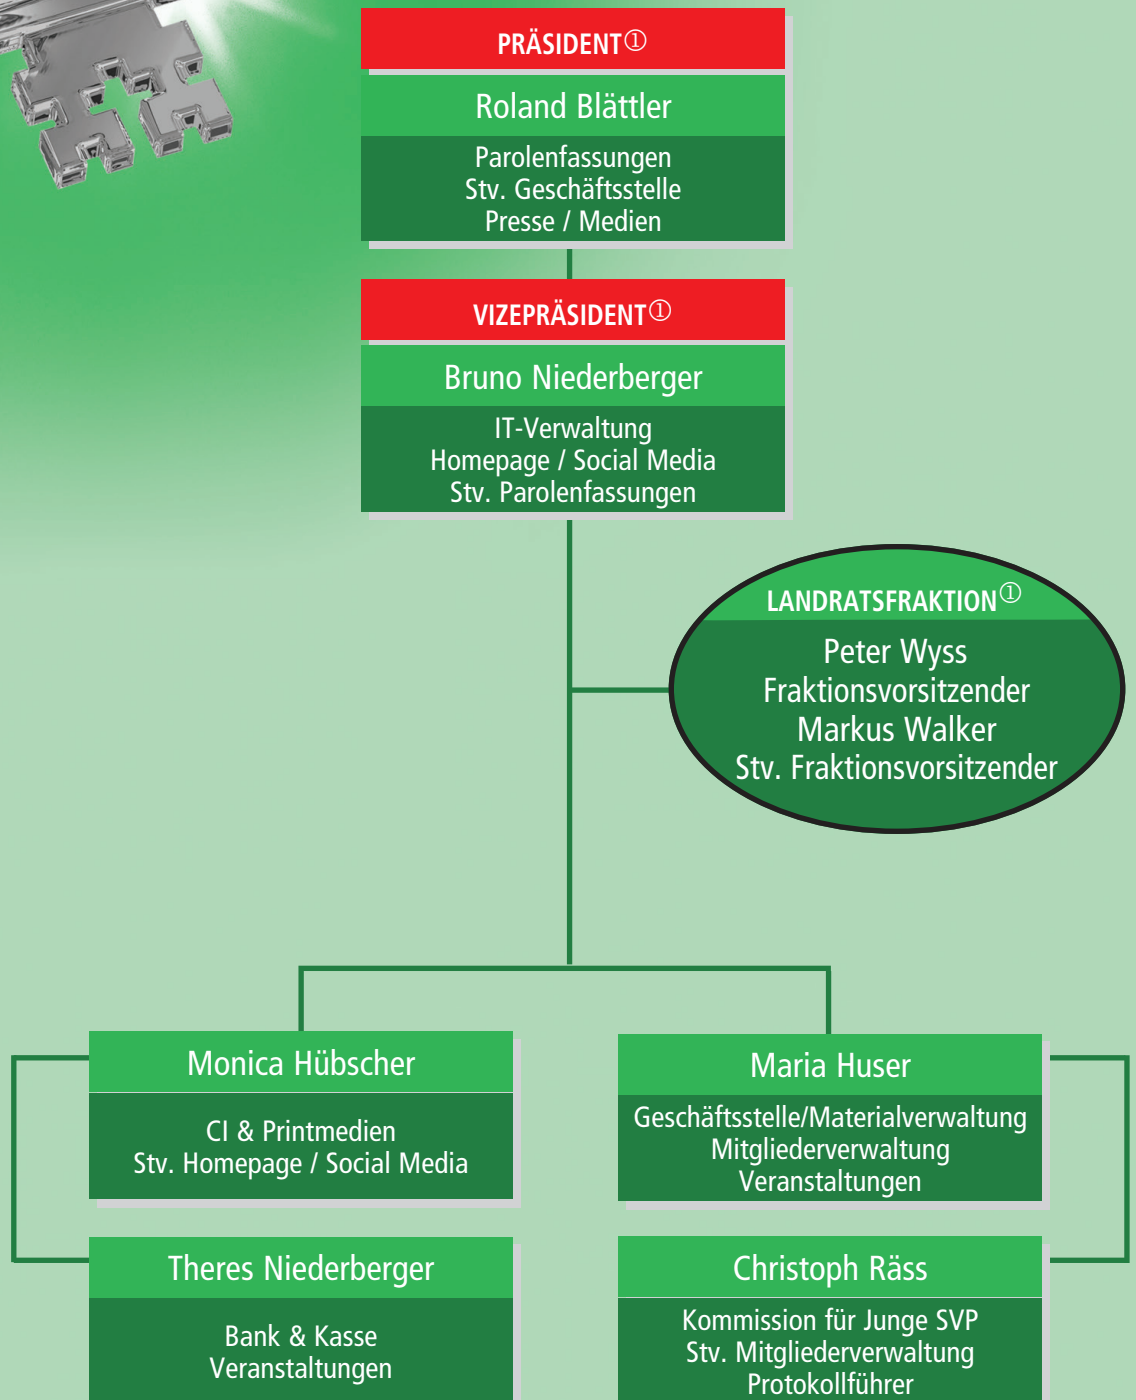 PRÄSIDENT①
Roland Blättler
Parolenfassungen
Stv. Geschäftsstelle
Presse / Medien
VIZEPRÄSIDENT①
Bruno Niederberger
IT-Verwaltung
Homepage / Social Media
Stv. Parolenfassungen
LANDRATSFRAKTION①
Peter Wyss
Fraktionsvorsitzender
Markus Walker
Stv. Fraktionsvorsitzender
Monica Hübscher
CI & Printmedien
Stv. Homepage / Social Media
Maria Huser
Geschäftsstelle/Materialverwaltung
Mitgliederverwaltung
Veranstaltungen
Theres Niederberger
Bank & Kasse
Veranstaltungen
Christoph Räss
Kommission für Junge SVP
Stv. Mitgliederverwaltung
Protokollführer